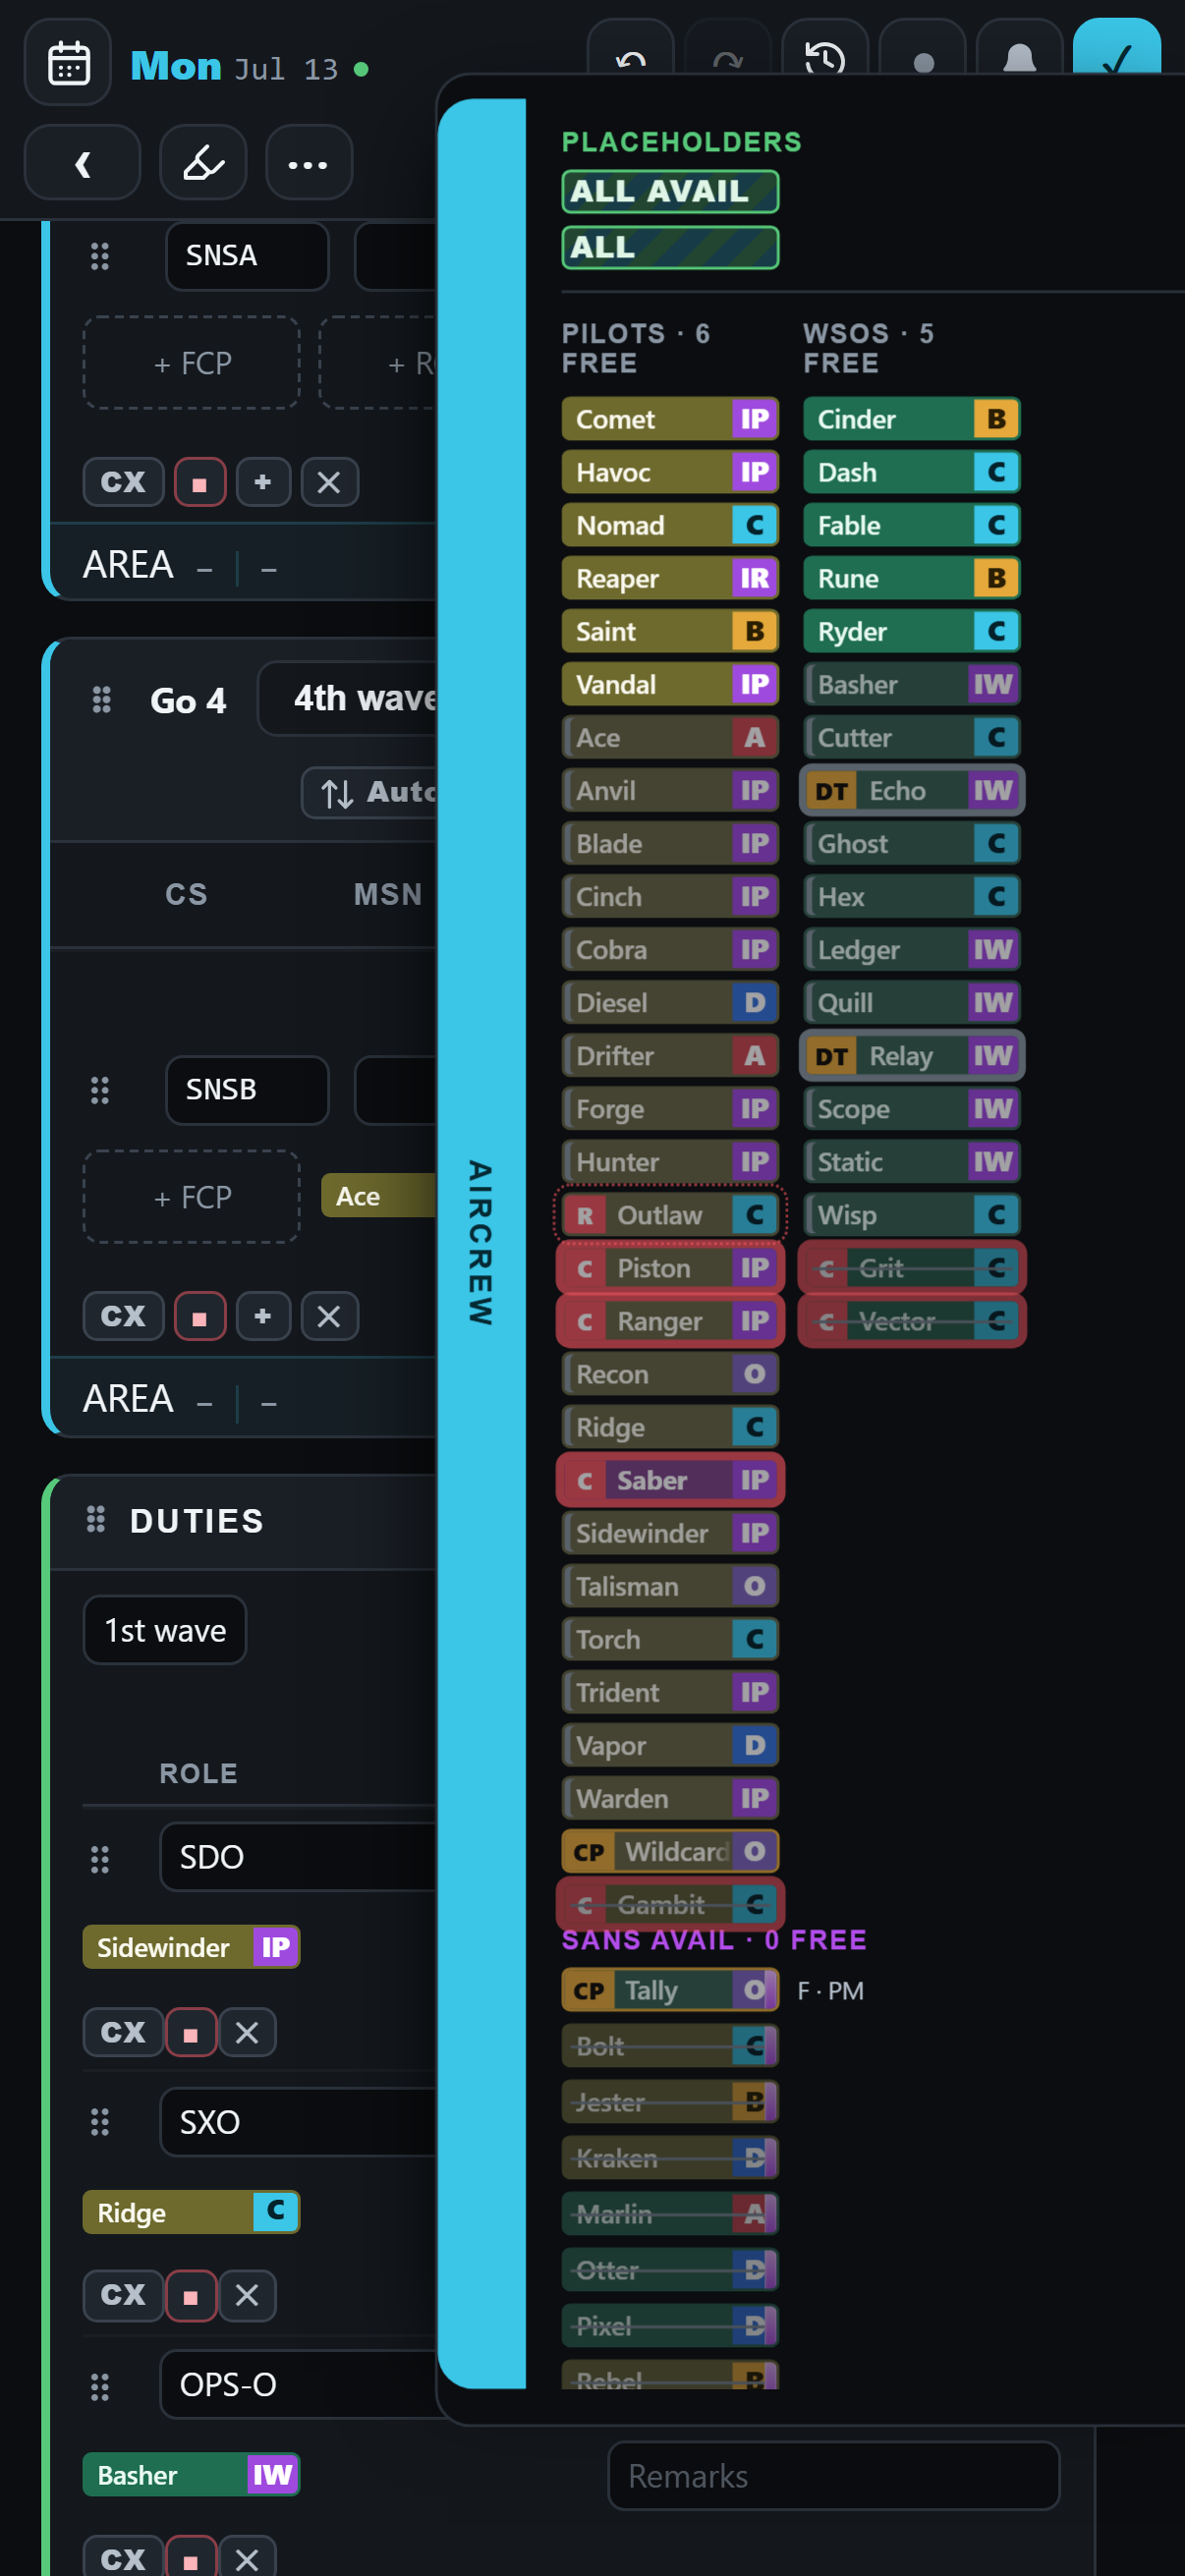 Mon Jul 13
PLACEHOLDERS
ALL AVAIL
ALL
SNSA
+ FCP
CX
AREA – | –
Go 4
4th wave
CS MSN
SNSB
+ FCP
Ace
CX
AREA – | –
DUTIES
1st wave
ROLE
SDO
Sidewinder IP
CX
SXO
Ridge C
CX
OPS-O
Basher IW
Remarks
CX
AIRCREW
PILOTS · 6 FREE
WSOS · 5 FREE
Comet IP
Cinder B
Havoc IP
Dash C
Nomad C
Fable C
Reaper IR
Rune B
Saint B
Ryder C
Vandal IP
Basher IW
Ace A
Cutter C
Anvil IP
DT Echo IW
Blade IP
Ghost C
Cinch IP
Hex C
Cobra IP
Ledger IW
Diesel D
Quill IW
Drifter A
DT Relay IW
Forge IP
Scope IW
Hunter IP
Static IW
R Outlaw C
Wisp C
C Piston IP
C Grit C
C Ranger IP
C Vector C
Recon O
Ridge C
C Saber IP
Sidewinder IP
Talisman O
Torch C
Trident IP
Vapor D
Warden IP
CP Wildcard O
C Gambit C
SANS AVAIL · 0 FREE
CP Tally O F · PM
Bolt C
Jester B
Kraken D
Marlin A
Otter D
Pixel D
Rebel B